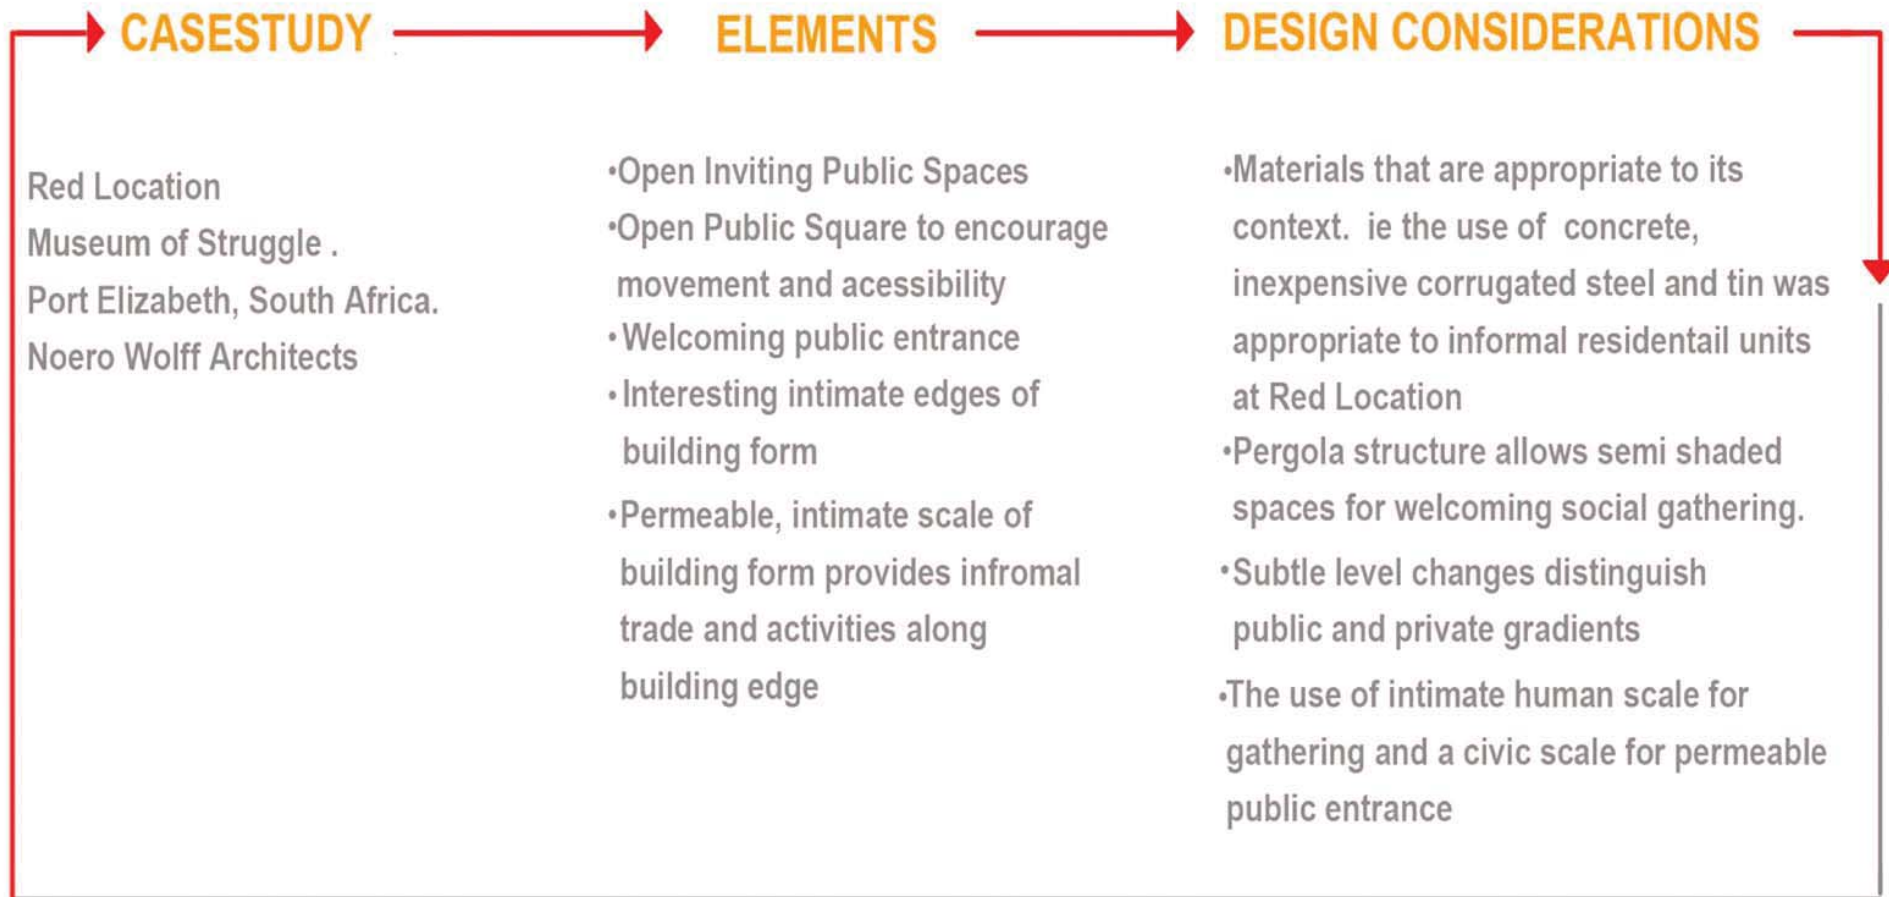 CASESTUDY
ELEMENTS
DESIGN CONSIDERATIONS
Red Location
Museum of Struggle .
Port Elizabeth, South Africa.
Noero Wolff Architects
•Open Inviting Public Spaces
•Open Public Square to encourage
movement and acessibility
• Welcoming public entrance
• Interesting intimate edges of
building form
•Permeable, intimate scale of
building form provides infromal
trade and activities along
building edge
•Materials that are appropriate to its
context. ie the use of concrete,
inexpensive corrugated steel and tin was
appropriate to informal residentail units
at Red Location
•Pergola structure allows semi shaded
spaces for welcoming social gathering.
•Subtle level changes distinguish
public and private gradients
•The use of intimate human scale for
gathering and a civic scale for permeable
public entrance